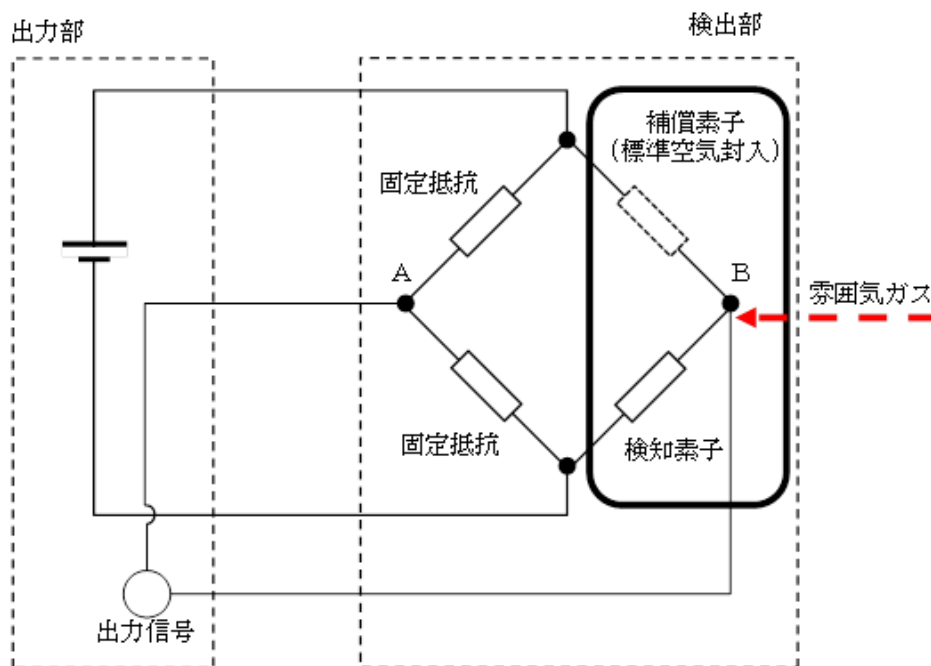 出力部
検出部
補償素子
（標準空気封入）
固定抵抗
A
B
雰囲気ガス
固定抵抗
検知素子
出力信号